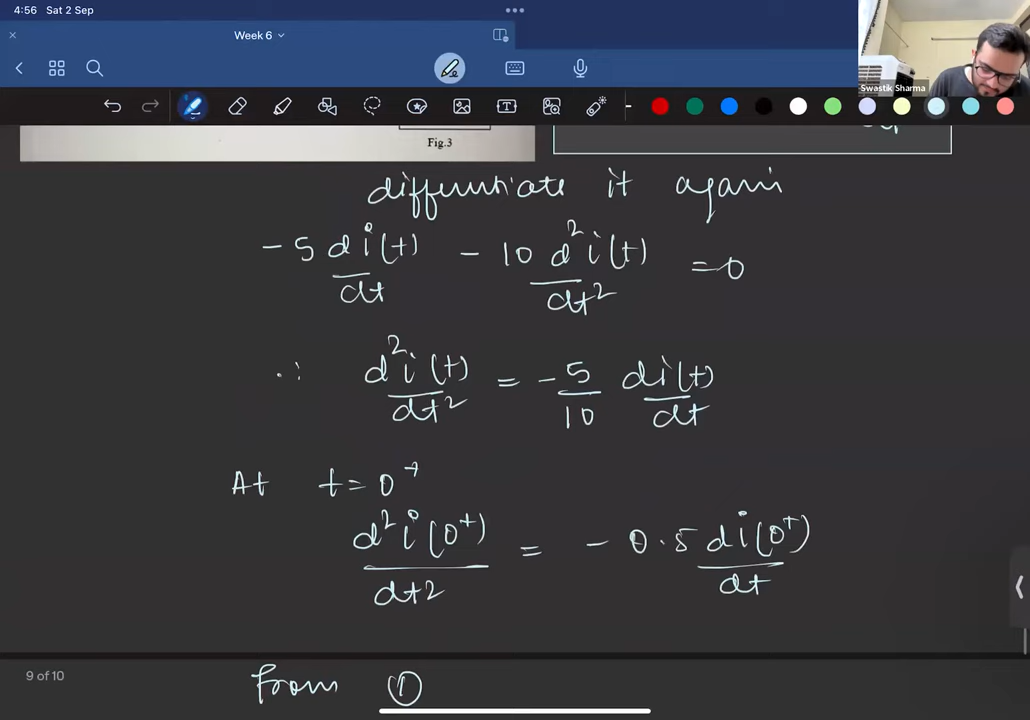 4:56 Sat 2 Sep
Week 6
Swastik Sharma
Fig.3
differentiate it again
-5 di(t)/dt - 10 d²i(t)/dt² = 0
∴ d²i(t)/dt² = -5/10 di(t)/dt
At t = 0⁺
d²i(0⁺)/dt2 = -0.5 di(0⁺)/dt
9 of 10
from ①